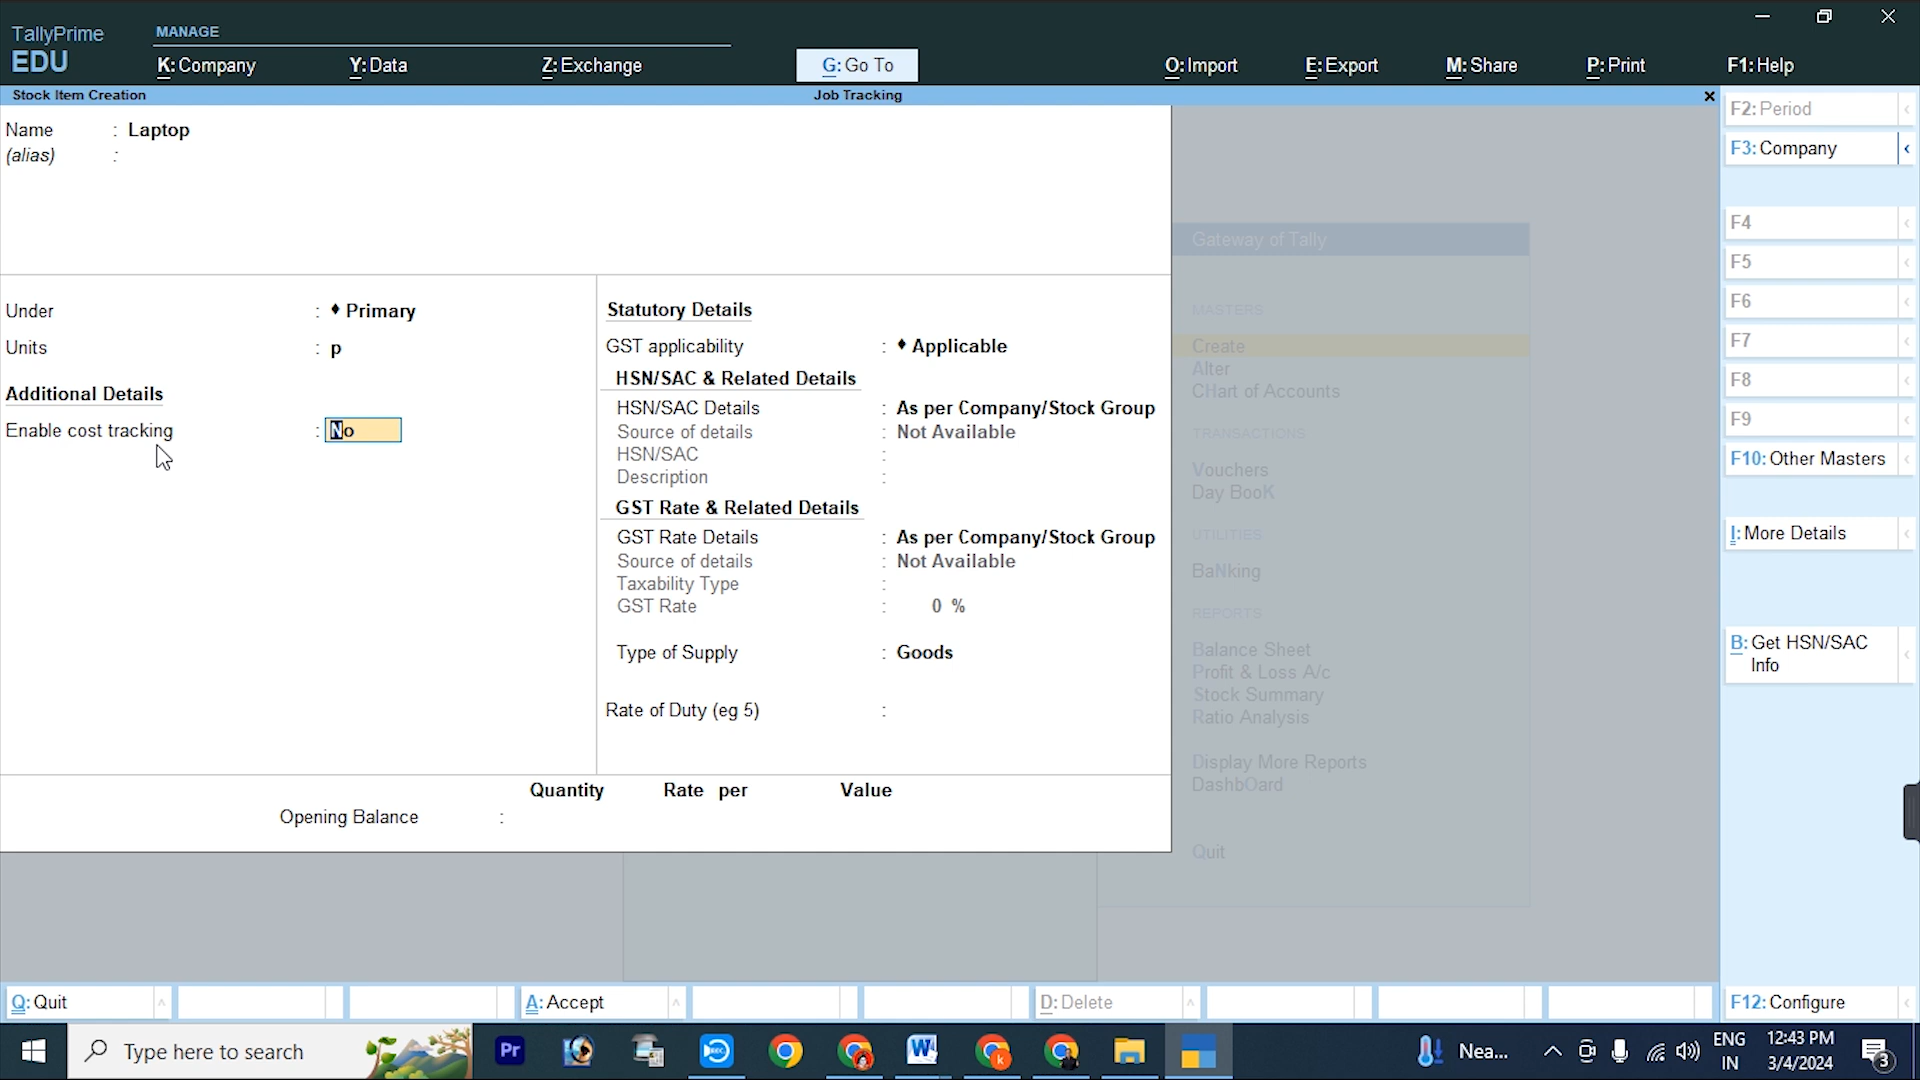 TallyPrime
EDU
MANAGE
K: Company
Y: Data
Z: Exchange
G: Go To
O: Import
E: Export
M: Share
P: Print
F1: Help
Stock Item Creation
Job Tracking
Name : Laptop
(alias) :
Under : ♦ Primary
Units : p
Additional Details
Enable cost tracking : No
Statutory Details
GST applicability : ♦ Applicable
HSN/SAC & Related Details
HSN/SAC Details : As per Company/Stock Group
Source of details : Not Available
HSN/SAC :
Description :
GST Rate & Related Details
GST Rate Details : As per Company/Stock Group
Source of details : Not Available
Taxability Type :
GST Rate : 0 %
Type of Supply : Goods
Rate of Duty (eg 5) :
Quantity Rate per Value
Opening Balance :
Gateway of Tally
MASTERS
Create
Alter
CHart of Accounts
TRANSACTIONS
Vouchers
Day BooK
UTILITIES
BaNking
REPORTS
Balance Sheet
Profit & Loss A/c
Stock Summary
Ratio Analysis
Display More Reports
DashbOard
Quit
F2: Period
F3: Company
F4
F5
F6
F7
F8
F9
F10: Other Masters
I: More Details
B: Get HSN/SAC
Info
F12: Configure
Q: Quit
A: Accept
D: Delete
Type here to search
Pr
REC
W
k
Nea...
ENG
IN
12:43 PM
3/4/2024
3